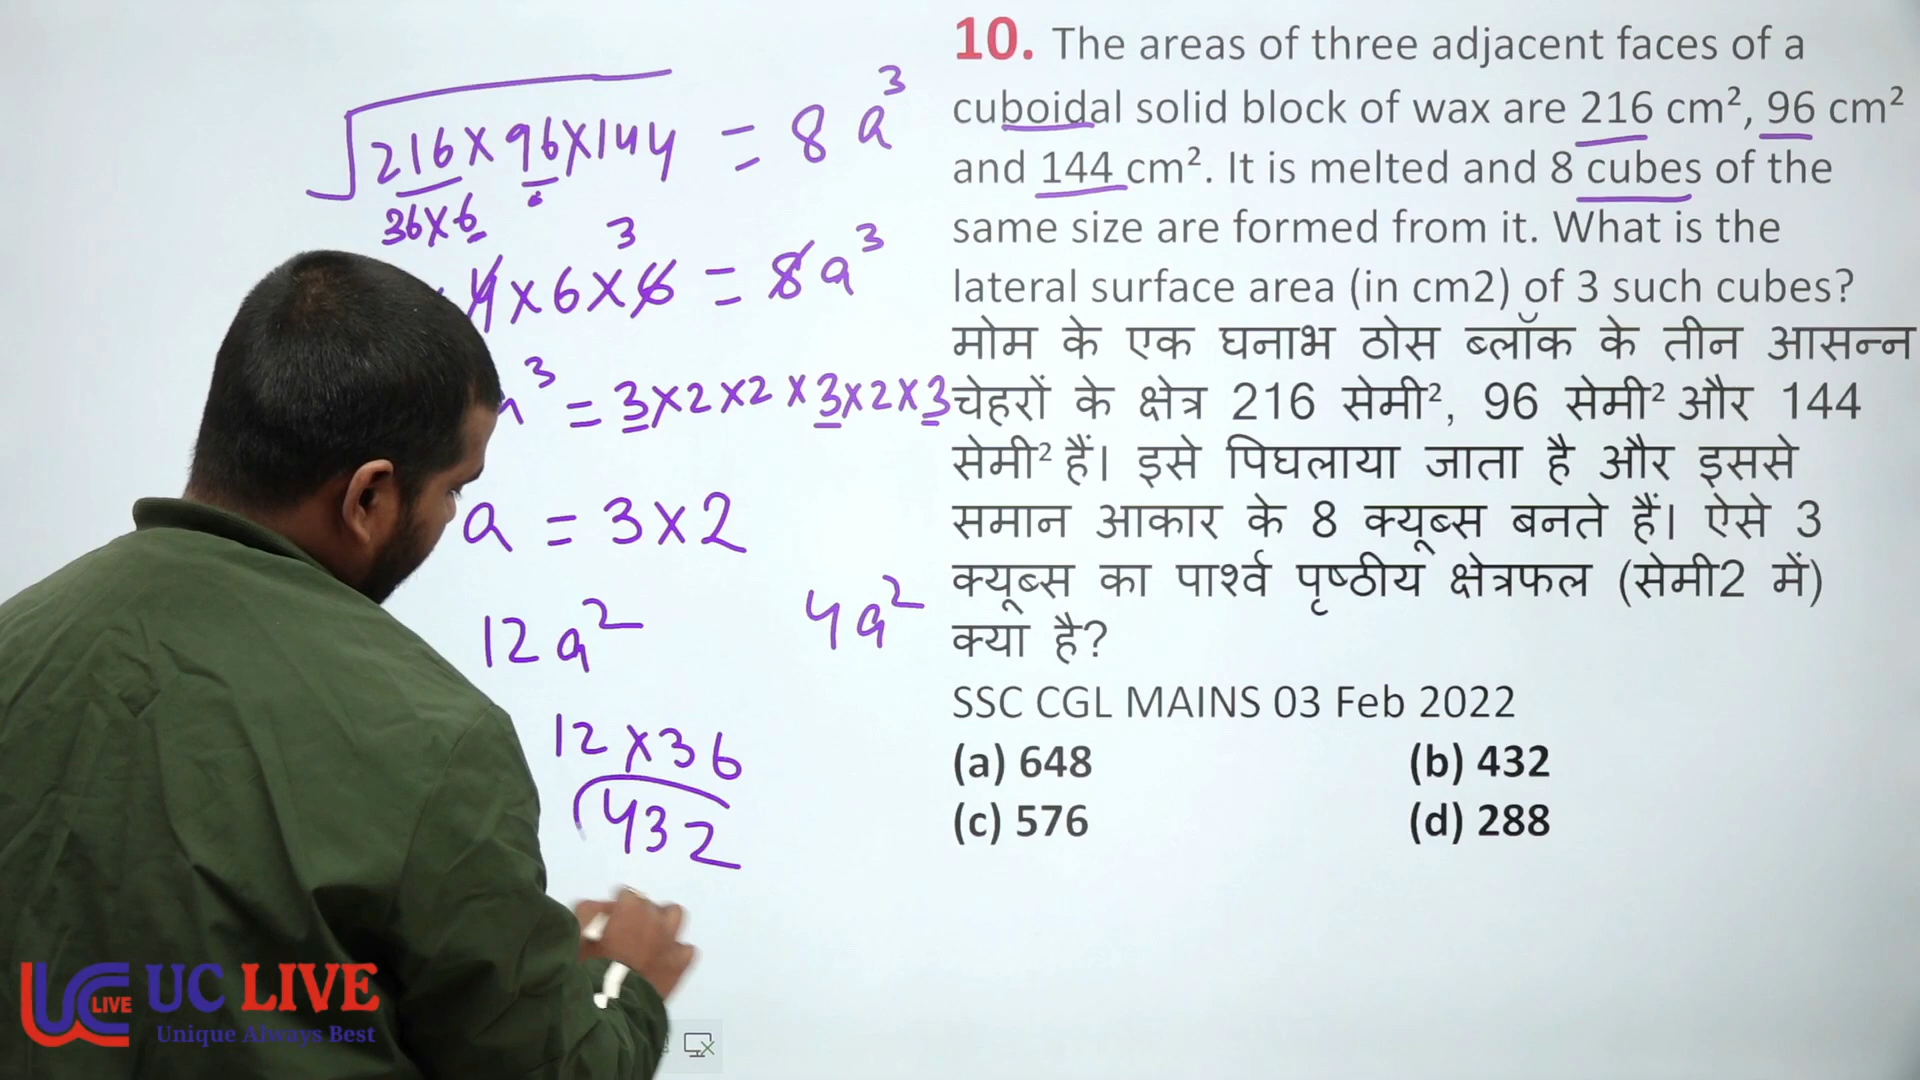 10. The areas of three adjacent faces of a
cuboidal solid block of wax are 216 cm², 96 cm²
and 144 cm². It is melted and 8 cubes of the
same size are formed from it. What is the
lateral surface area (in cm2) of 3 such cubes?
मोम के एक घनाभ ठोस ब्लॉक के तीन आसन्न
चेहरों के क्षेत्र 216 सेमी², 96 सेमी² और 144
सेमी² हैं। इसे पिघलाया जाता है और इससे
समान आकार के 8 क्यूब्स बनते हैं। ऐसे 3
क्यूब्स का पार्श्व पृष्ठीय क्षेत्रफल (सेमी2 में)
क्या है?
SSC CGL MAINS 03 Feb 2022
(a) 648 (b) 432
(c) 576 (d) 288
√216×96×144 = 8a³
36×6
3
4×6×6 = 8a³
³ = 3×2×2×3×2×3
a = 3×2
12a² 4a²
12×36
432
UC LIVE UC LIVE
Unique Always Best